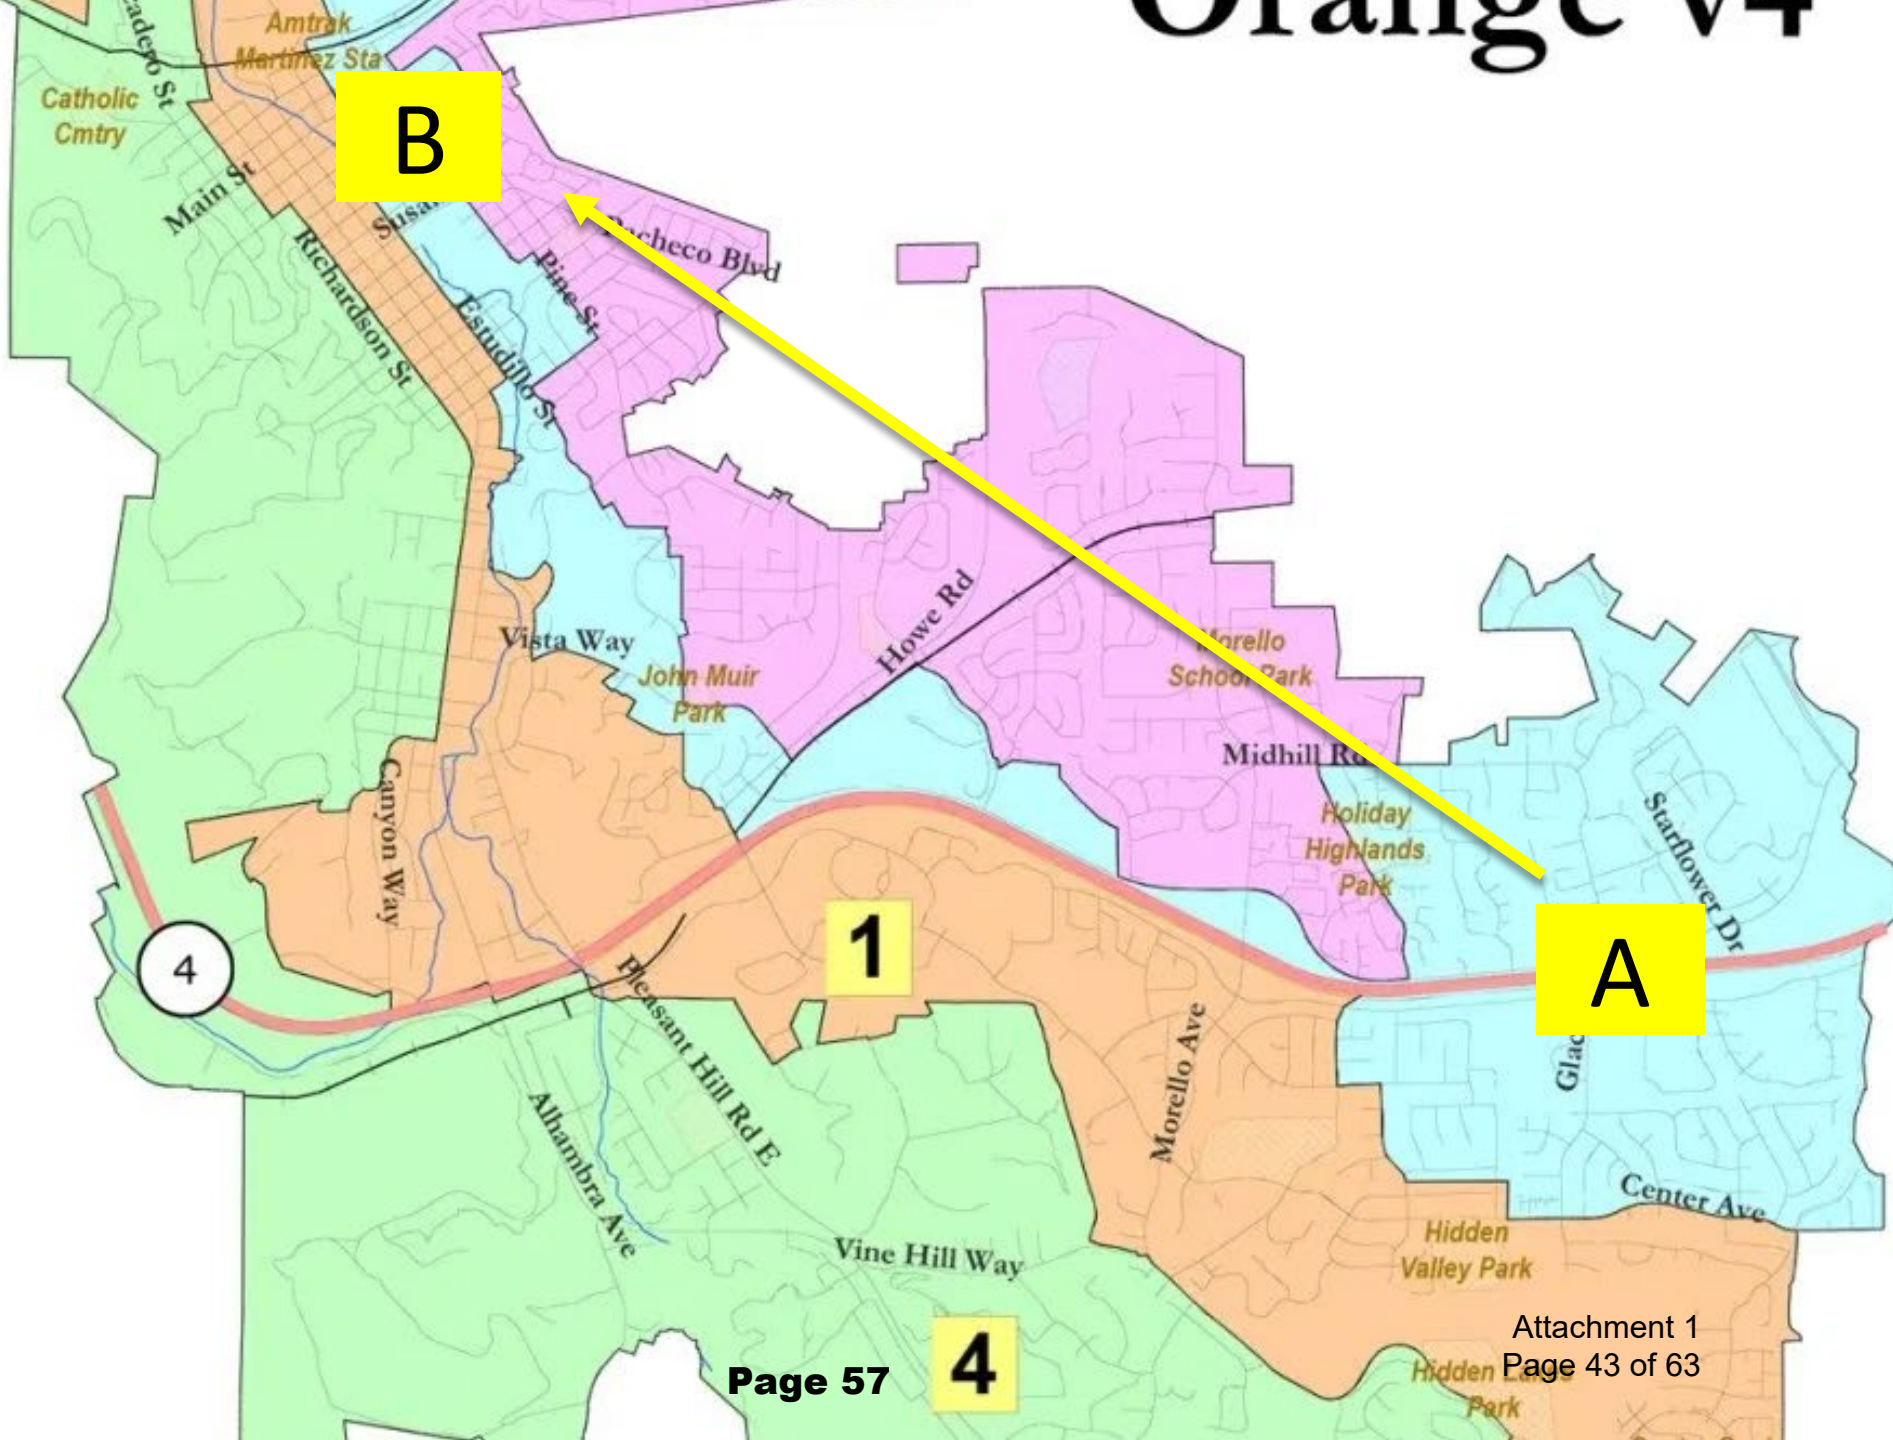 Orange v4
Amtrak
Martinez Sta
Catholic
Cmtry
B
Main St
Richardson St
Pacheco Blvd
Pine St
Estudillo St
Vista Way
John Muir
Park
Howe Rd
Morello
School Park
Midhill Rd
Holiday
Highlands
Park
Starflower Dr
Canyon Way
4
1
A
Pleasant Hill Rd E
Morello Ave
Alhambra Ave
Center Ave
Vine Hill Way
Hidden
Valley Park
Attachment 1
Page 43 of 63
Page 57
4
Hidden Lakes
Park